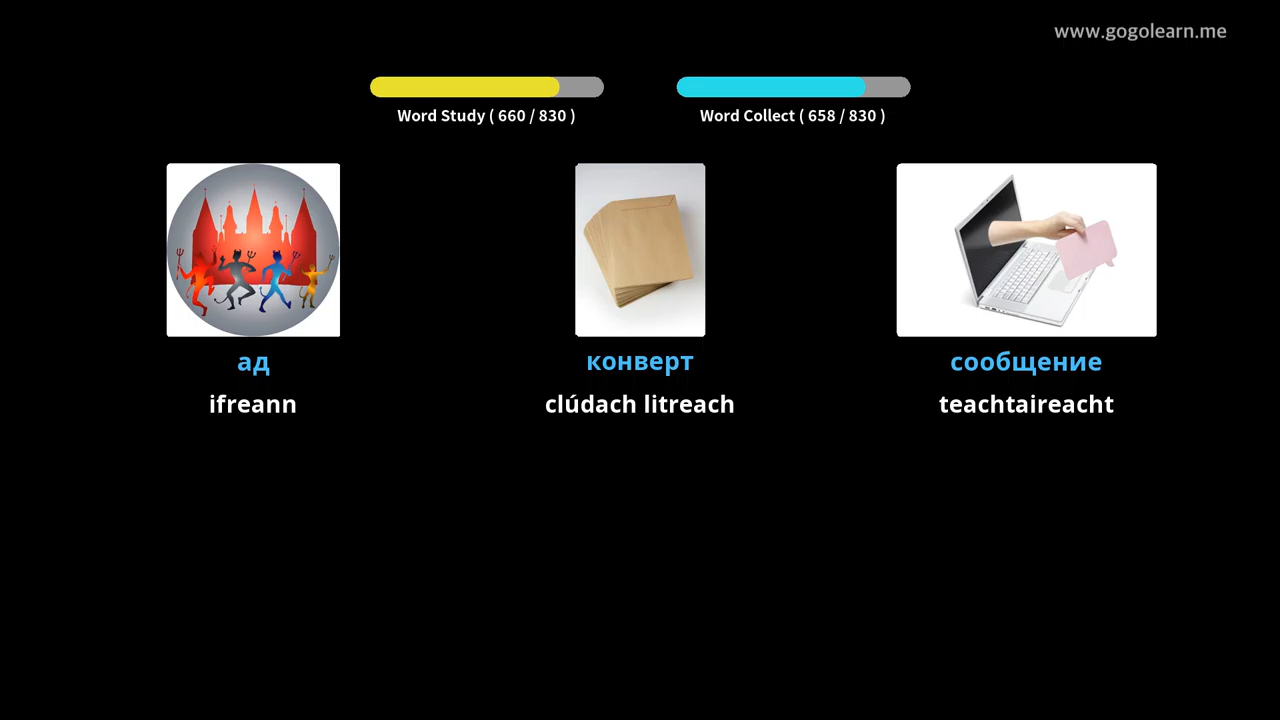 www.gogolearn.me
Word Study ( 660 / 830 )
Word Collect ( 658 / 830 )
ад
конверт
сообщение
ifreann
clúdach litreach
teachtaireacht